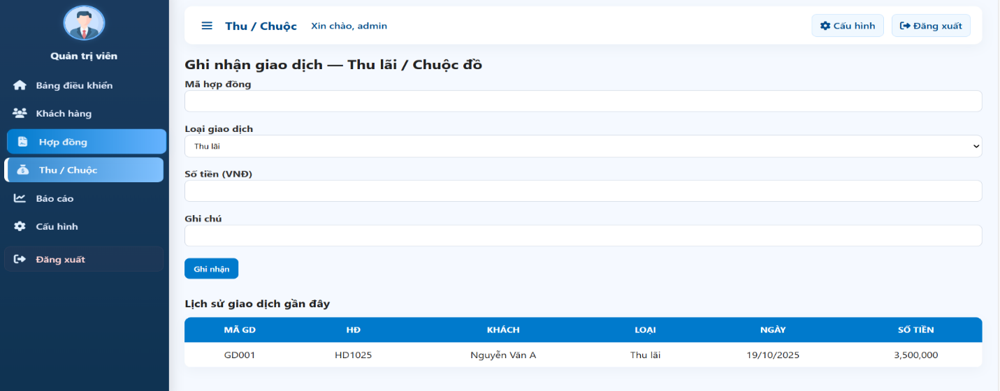 Quản trị viên
Bảng điều khiển
Khách hàng
Hợp đồng
Thu / Chuộc
Báo cáo
Cấu hình
Đăng xuất
Thu / Chuộc Xin chào, admin Cấu hình Đăng xuất
Ghi nhận giao dịch — Thu lãi / Chuộc đồ
Mã hợp đồng
Loại giao dịch
Thu lãi
Số tiền (VNĐ)
Ghi chú
Ghi nhận
Lịch sử giao dịch gần đây
MÃ GD HĐ KHÁCH LOẠI NGÀY SỐ TIỀN
GD001 HD1025 Nguyễn Văn A Thu lãi 19/10/2025 3,500,000